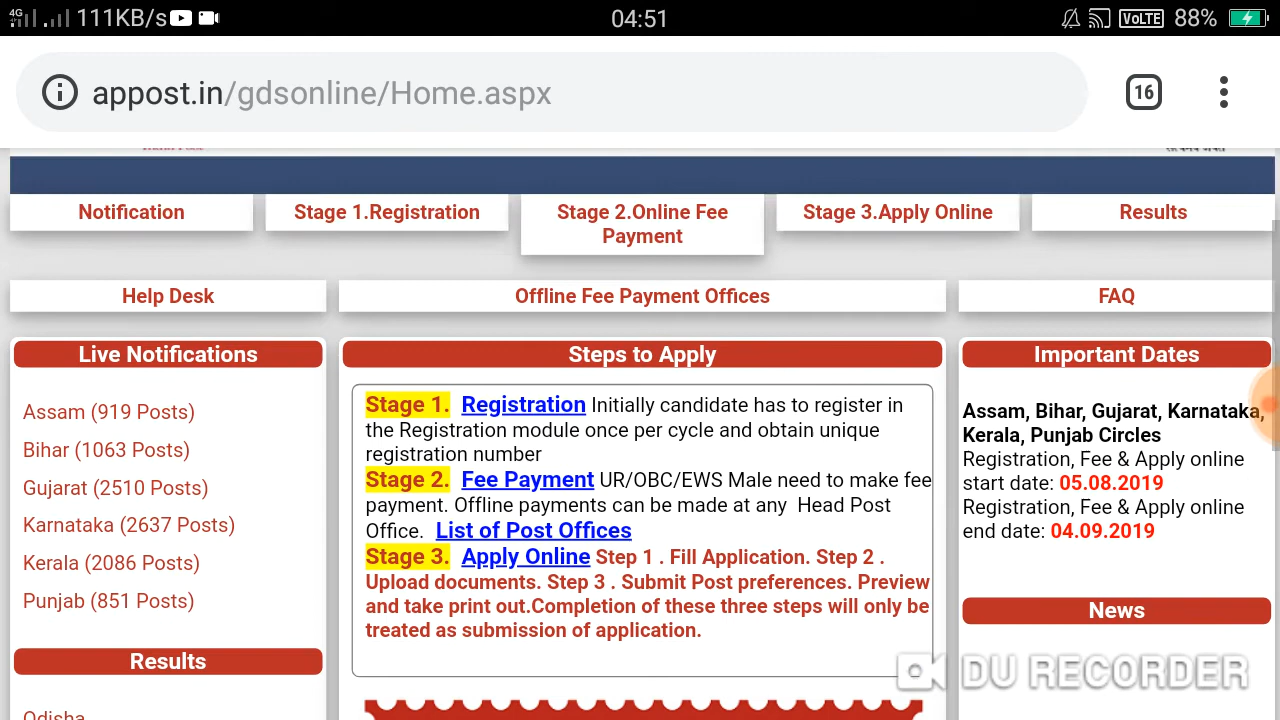 4G 111KB/s 04:51 VoLTE 88%
appost.in/gdsonline/Home.aspx 16
Notification
Stage 1.Registration
Stage 2.Online Fee
Payment
Stage 3.Apply Online
Results
Help Desk
Offline Fee Payment Offices
FAQ
Live Notifications
Assam (919 Posts)
Bihar (1063 Posts)
Gujarat (2510 Posts)
Karnataka (2637 Posts)
Kerala (2086 Posts)
Punjab (851 Posts)
Results
Odisha
Steps to Apply
Stage 1. Registration Initially candidate has to register in
the Registration module once per cycle and obtain unique
registration number
Stage 2. Fee Payment UR/OBC/EWS Male need to make fee
payment. Offline payments can be made at any Head Post
Office. List of Post Offices
Stage 3. Apply Online Step 1 . Fill Application. Step 2 .
Upload documents. Step 3 . Submit Post preferences. Preview
and take print out.Completion of these three steps will only be
treated as submission of application.
Important Dates
Assam, Bihar, Gujarat, Karnataka,
Kerala, Punjab Circles
Registration, Fee & Apply online
start date: 05.08.2019
Registration, Fee & Apply online
end date: 04.09.2019
News
DU RECORDER